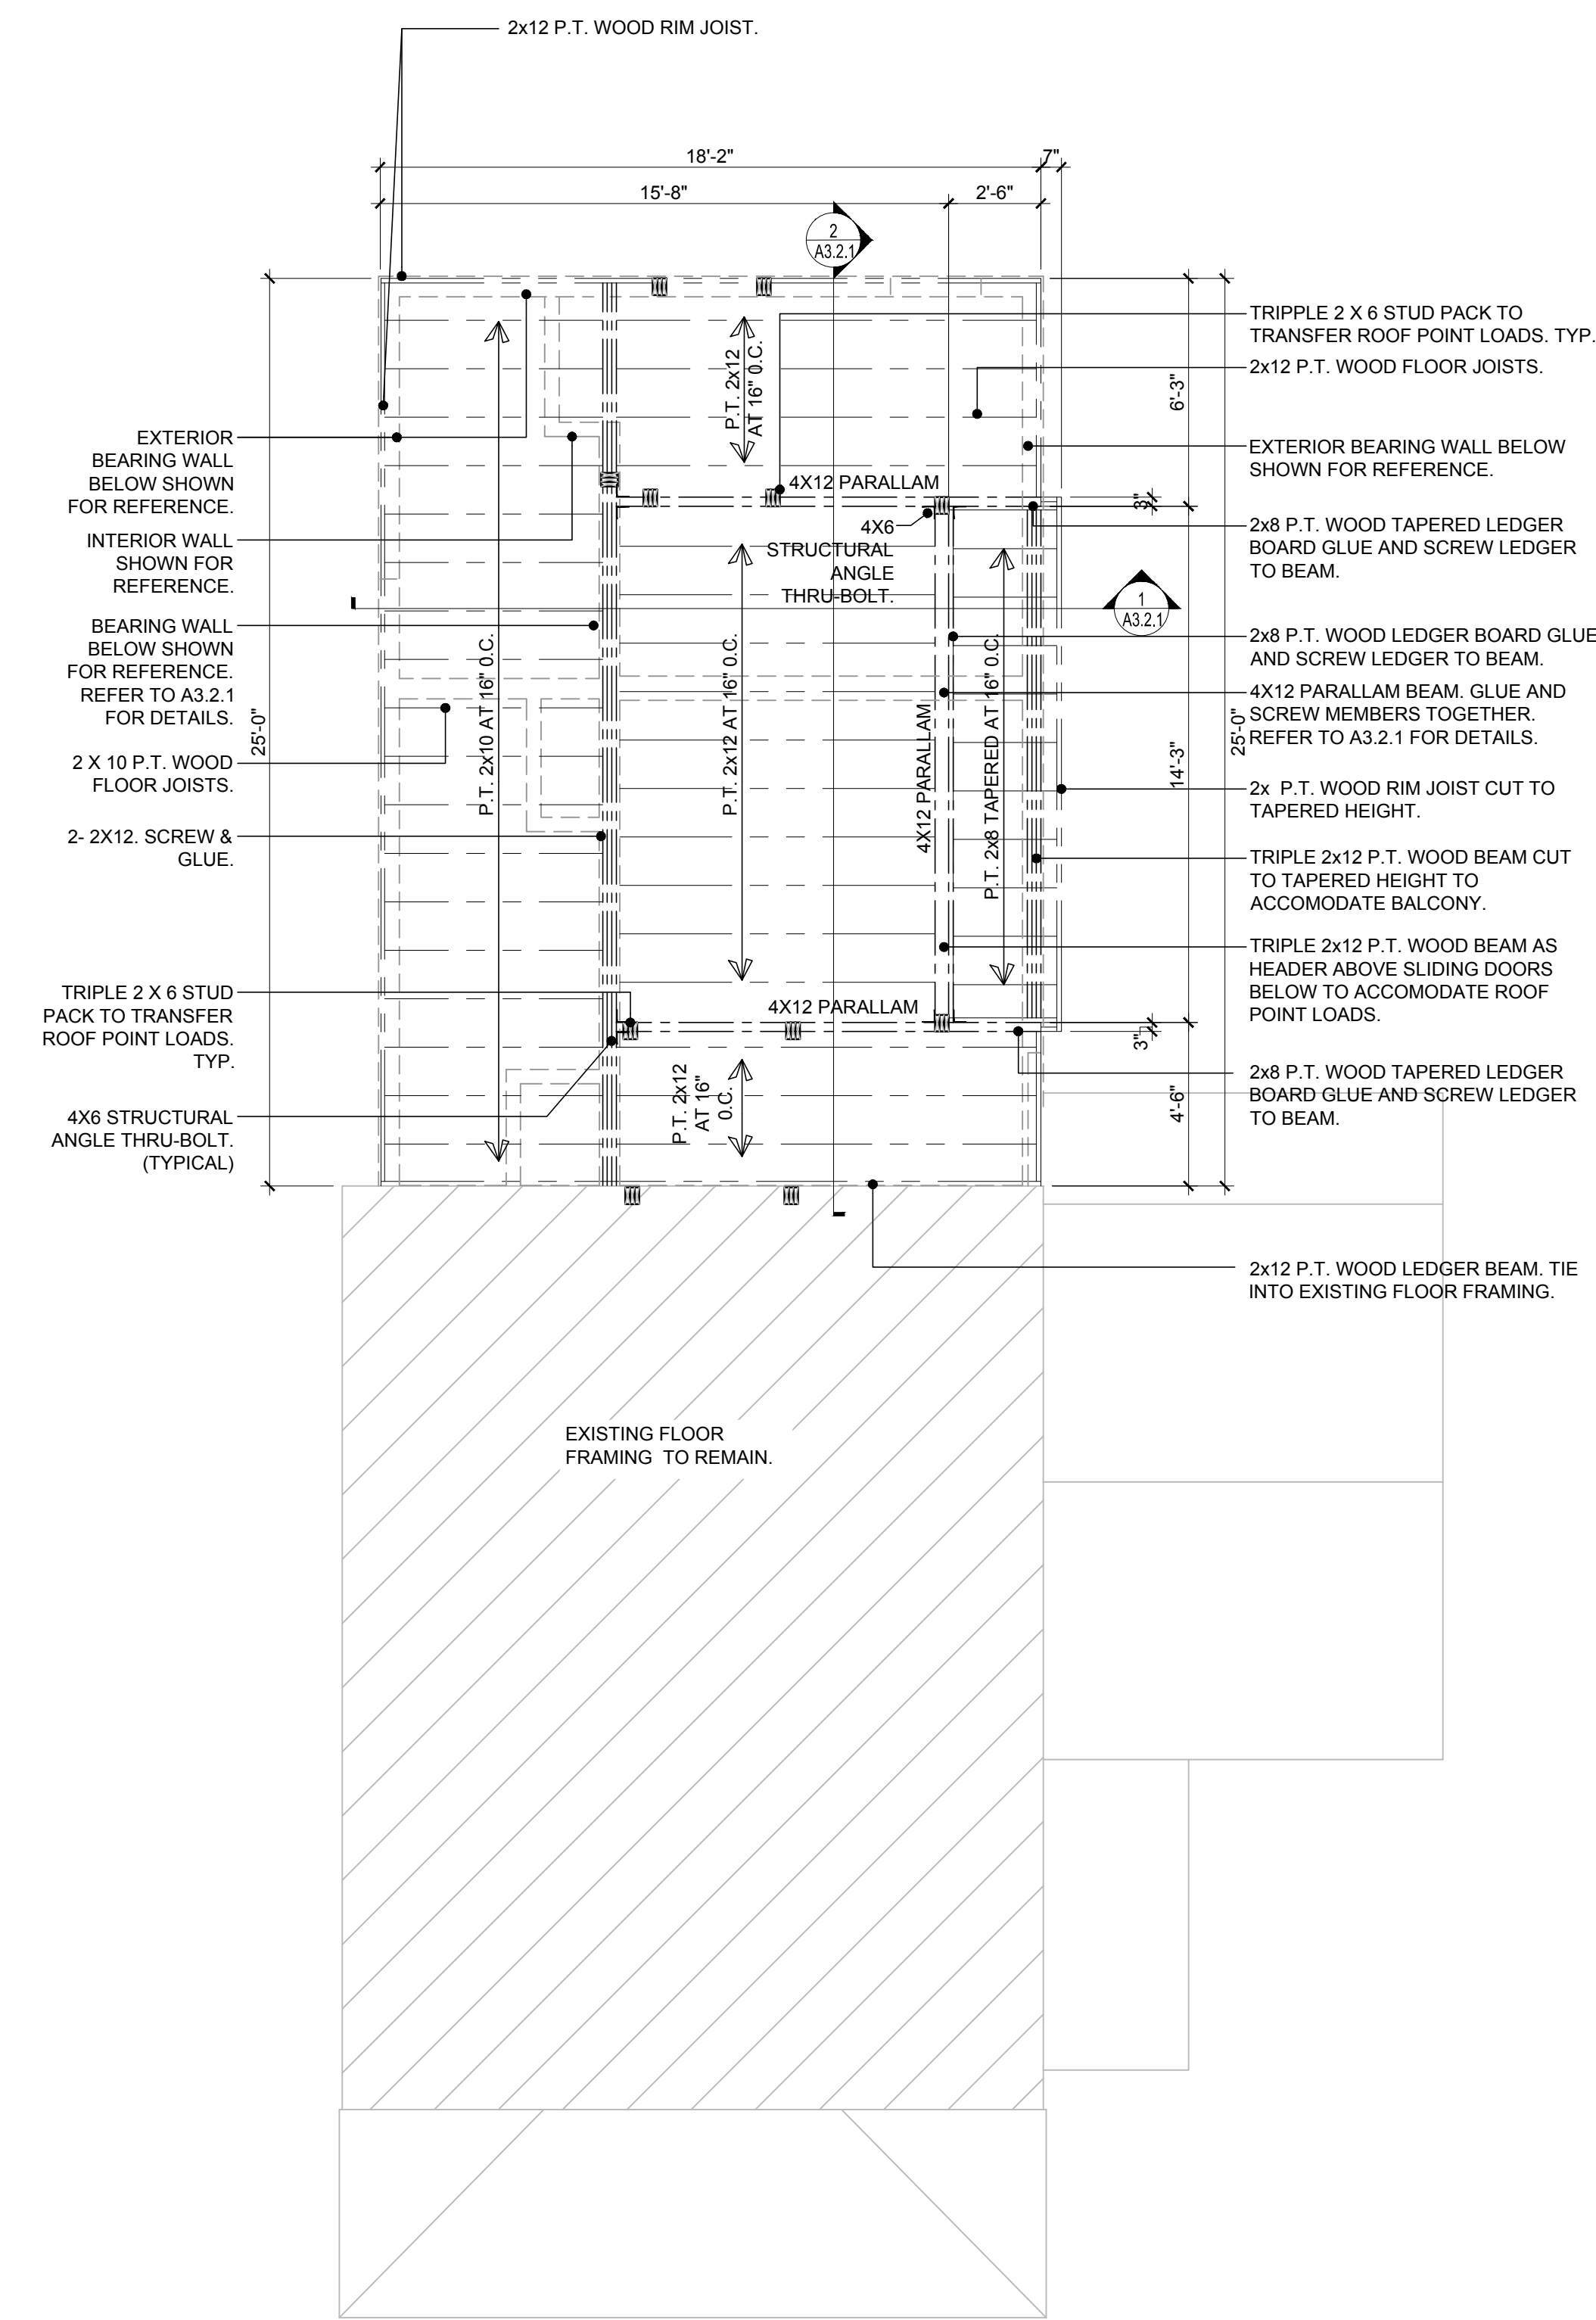 2x12 P.T. WOOD RIM JOIST.
18'-2"
7"
15'-8"
2'-6"
2
A3.2.1
EXTERIOR
BEARING WALL
BELOW SHOWN
FOR REFERENCE.
INTERIOR WALL
SHOWN FOR
REFERENCE.
BEARING WALL
BELOW SHOWN
FOR REFERENCE.
REFER TO A3.2.1
FOR DETAILS.
2 X 10 P.T. WOOD
FLOOR JOISTS.
2- 2X12. SCREW &
GLUE.
TRIPLE 2 X 6 STUD
PACK TO TRANSFER
ROOF POINT LOADS.
TYP.
4X6 STRUCTURAL
ANGLE THRU-BOLT.
(TYPICAL)
25'-0"
P.T. 2x10 AT 16" 0.C.
P.T. 2x12
AT 16" 0.C.
4X12 PARALLAM
4X6
STRUCTURAL
ANGLE
THRU-BOLT.
P.T. 2x12 AT 16" 0.C.
4X12 PARALLAM
P.T. 2x8 TAPERED AT 16" 0.C.
4X12 PARALLAM
P.T. 2x12
AT 16"
0.C.
1
A3.2.1
6'-3"
3"
14'-3"
25'-0"
3"
4'-6"
TRIPPLE 2 X 6 STUD PACK TO
TRANSFER ROOF POINT LOADS. TYP.
2x12 P.T. WOOD FLOOR JOISTS.
EXTERIOR BEARING WALL BELOW
SHOWN FOR REFERENCE.
2x8 P.T. WOOD TAPERED LEDGER
BOARD GLUE AND SCREW LEDGER
TO BEAM.
2x8 P.T. WOOD LEDGER BOARD GLUE
AND SCREW LEDGER TO BEAM.
4X12 PARALLAM BEAM. GLUE AND
SCREW MEMBERS TOGETHER.
REFER TO A3.2.1 FOR DETAILS.
2x P.T. WOOD RIM JOIST CUT TO
TAPERED HEIGHT.
TRIPLE 2x12 P.T. WOOD BEAM CUT
TO TAPERED HEIGHT TO
ACCOMODATE BALCONY.
TRIPLE 2x12 P.T. WOOD BEAM AS
HEADER ABOVE SLIDING DOORS
BELOW TO ACCOMODATE ROOF
POINT LOADS.
2x8 P.T. WOOD TAPERED LEDGER
BOARD GLUE AND SCREW LEDGER
TO BEAM.
2x12 P.T. WOOD LEDGER BEAM. TIE
INTO EXISTING FLOOR FRAMING.
EXISTING FLOOR
FRAMING TO REMAIN.